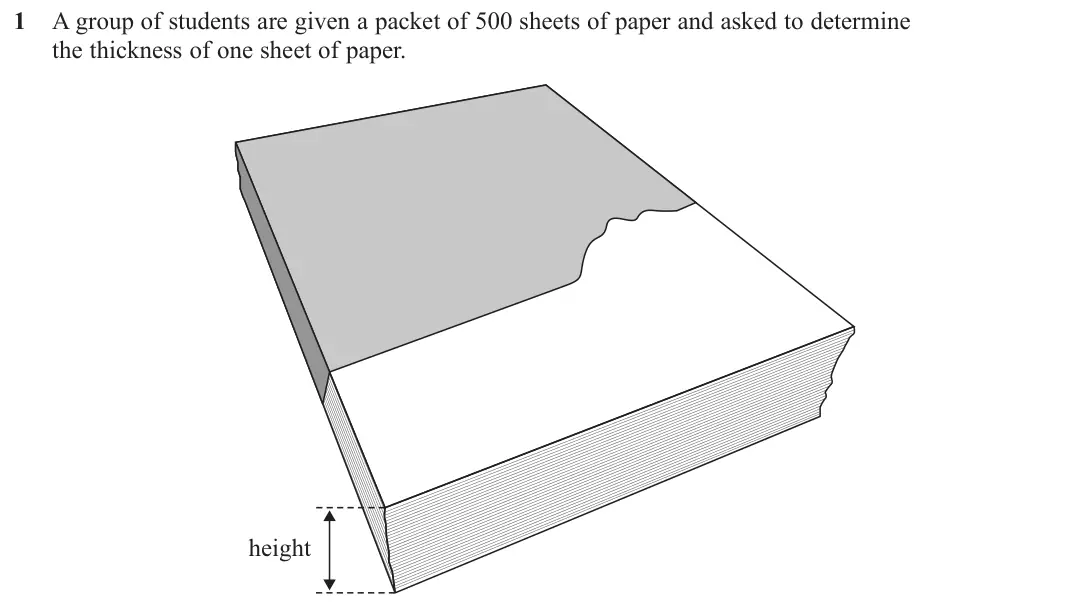 1 A group of students are given a packet of 500 sheets of paper and asked to determine
the thickness of one sheet of paper.
height